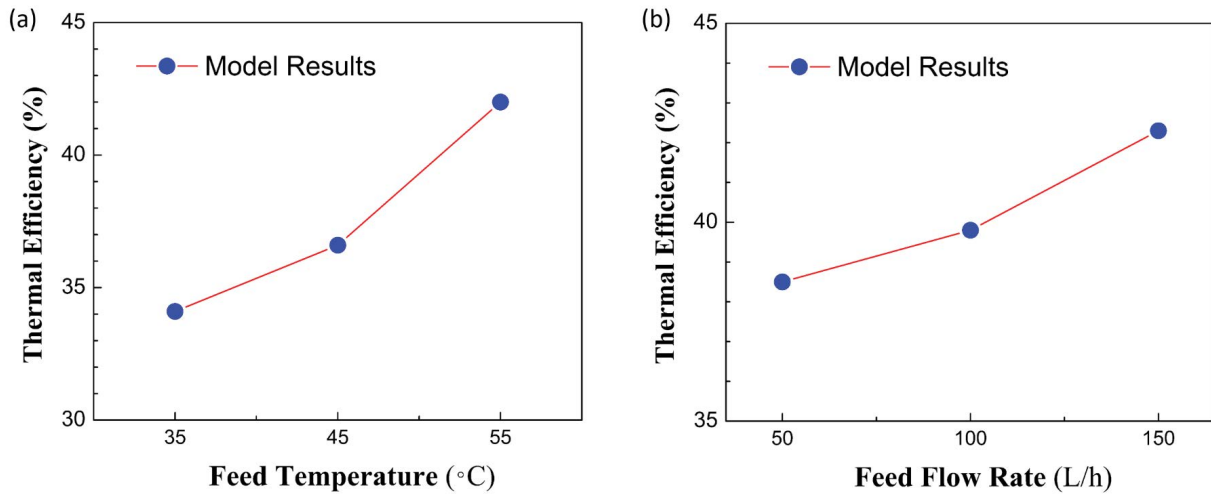 (a)
45
40
35
30
Thermal Efficiency (%)
Model Results
35 45 55
Feed Temperature (◦C)
(b)
45
40
35
Thermal Efficiency (%)
Model Results
50 100 150
Feed Flow Rate (L/h)